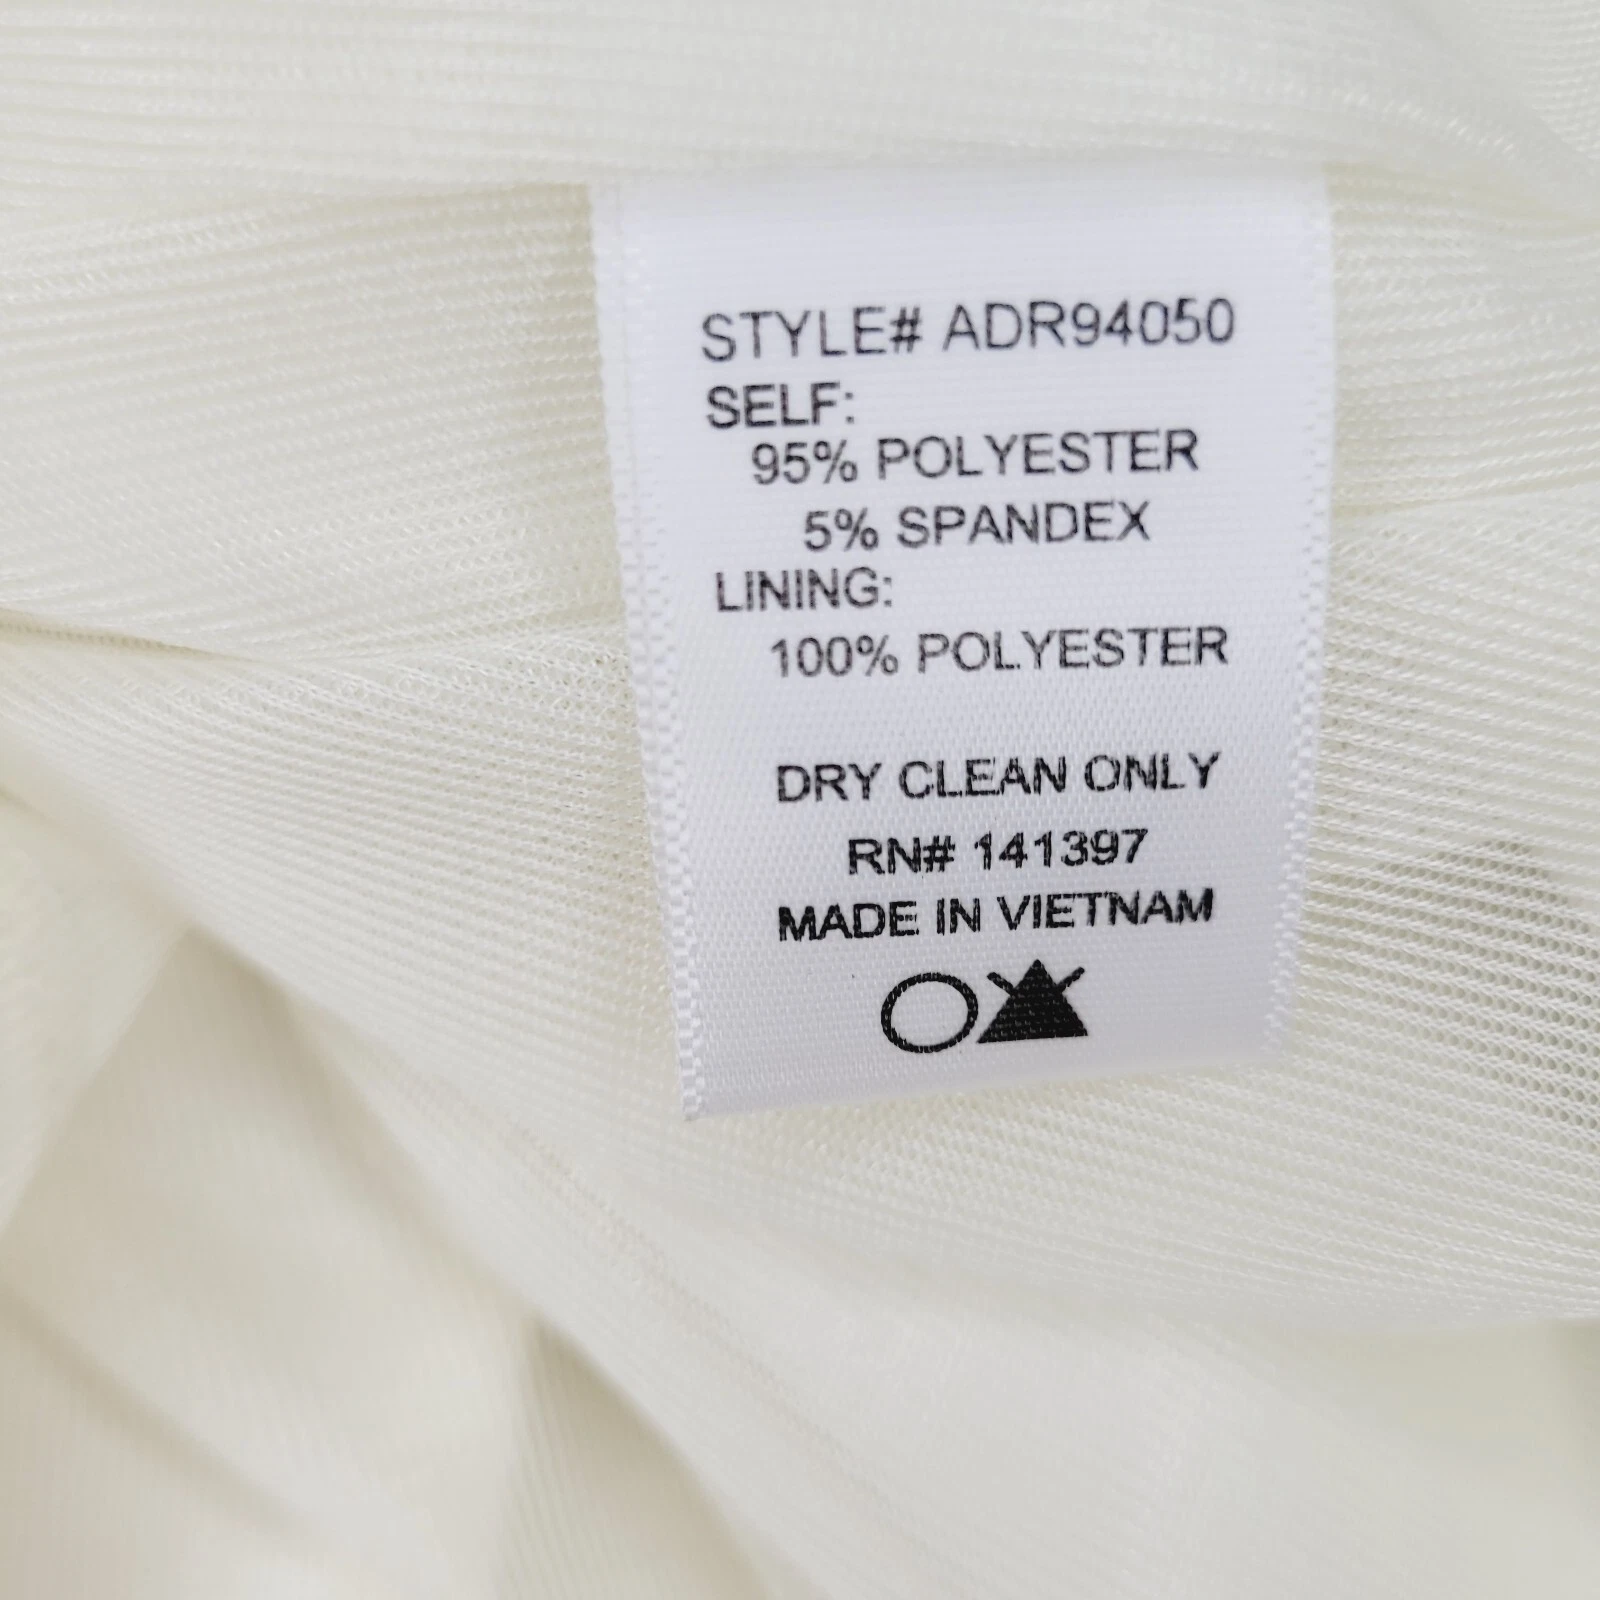 STYLE# ADR94050
SELF:
95% POLYESTER
5% SPANDEX
LINING:
100% POLYESTER
DRY CLEAN ONLY
RN# 141397
MADE IN VIETNAM